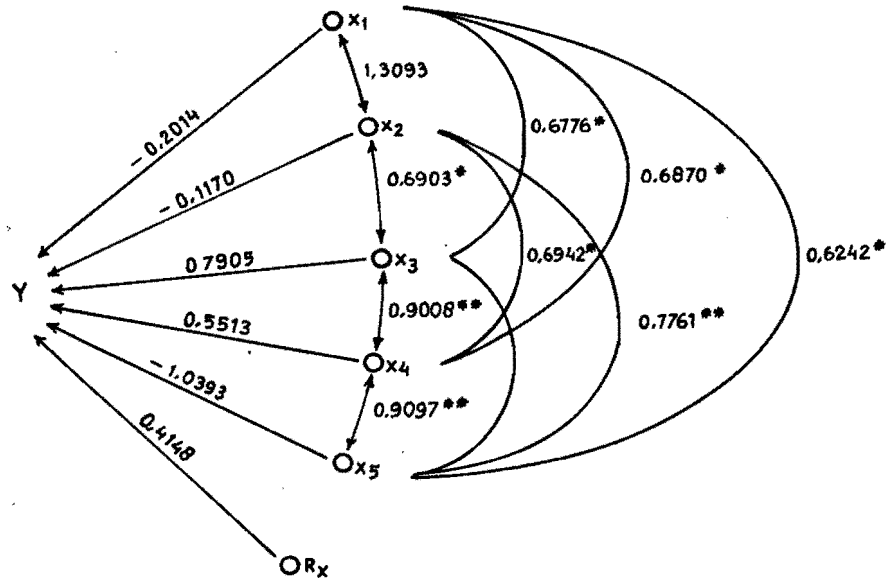 X1
1,3093
- 0,2014
X2
0.6776*
- 0,1170
0.6903*
0.6870 *
0 7905
X3
0,6942*
0,6242*
Y
0.9008**
0.5513
0.7761**
X4
- 1,0393
0.9097**
0.4148
X5
RX